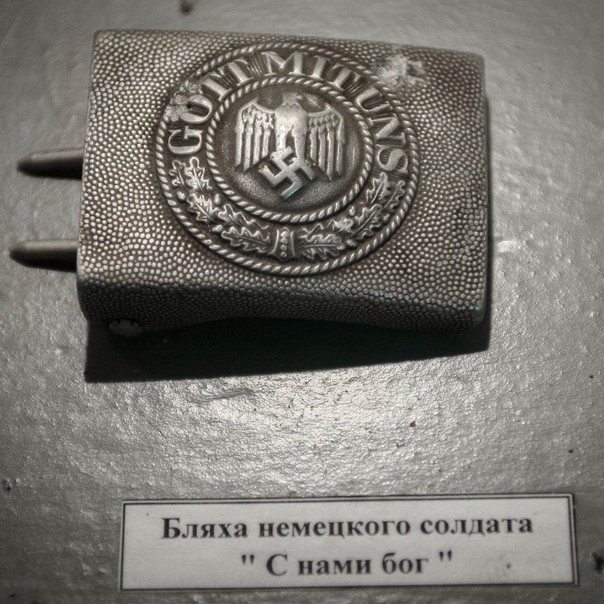 GOTT MIT UNS
Бляха немецкого солдата
" С нами бог "